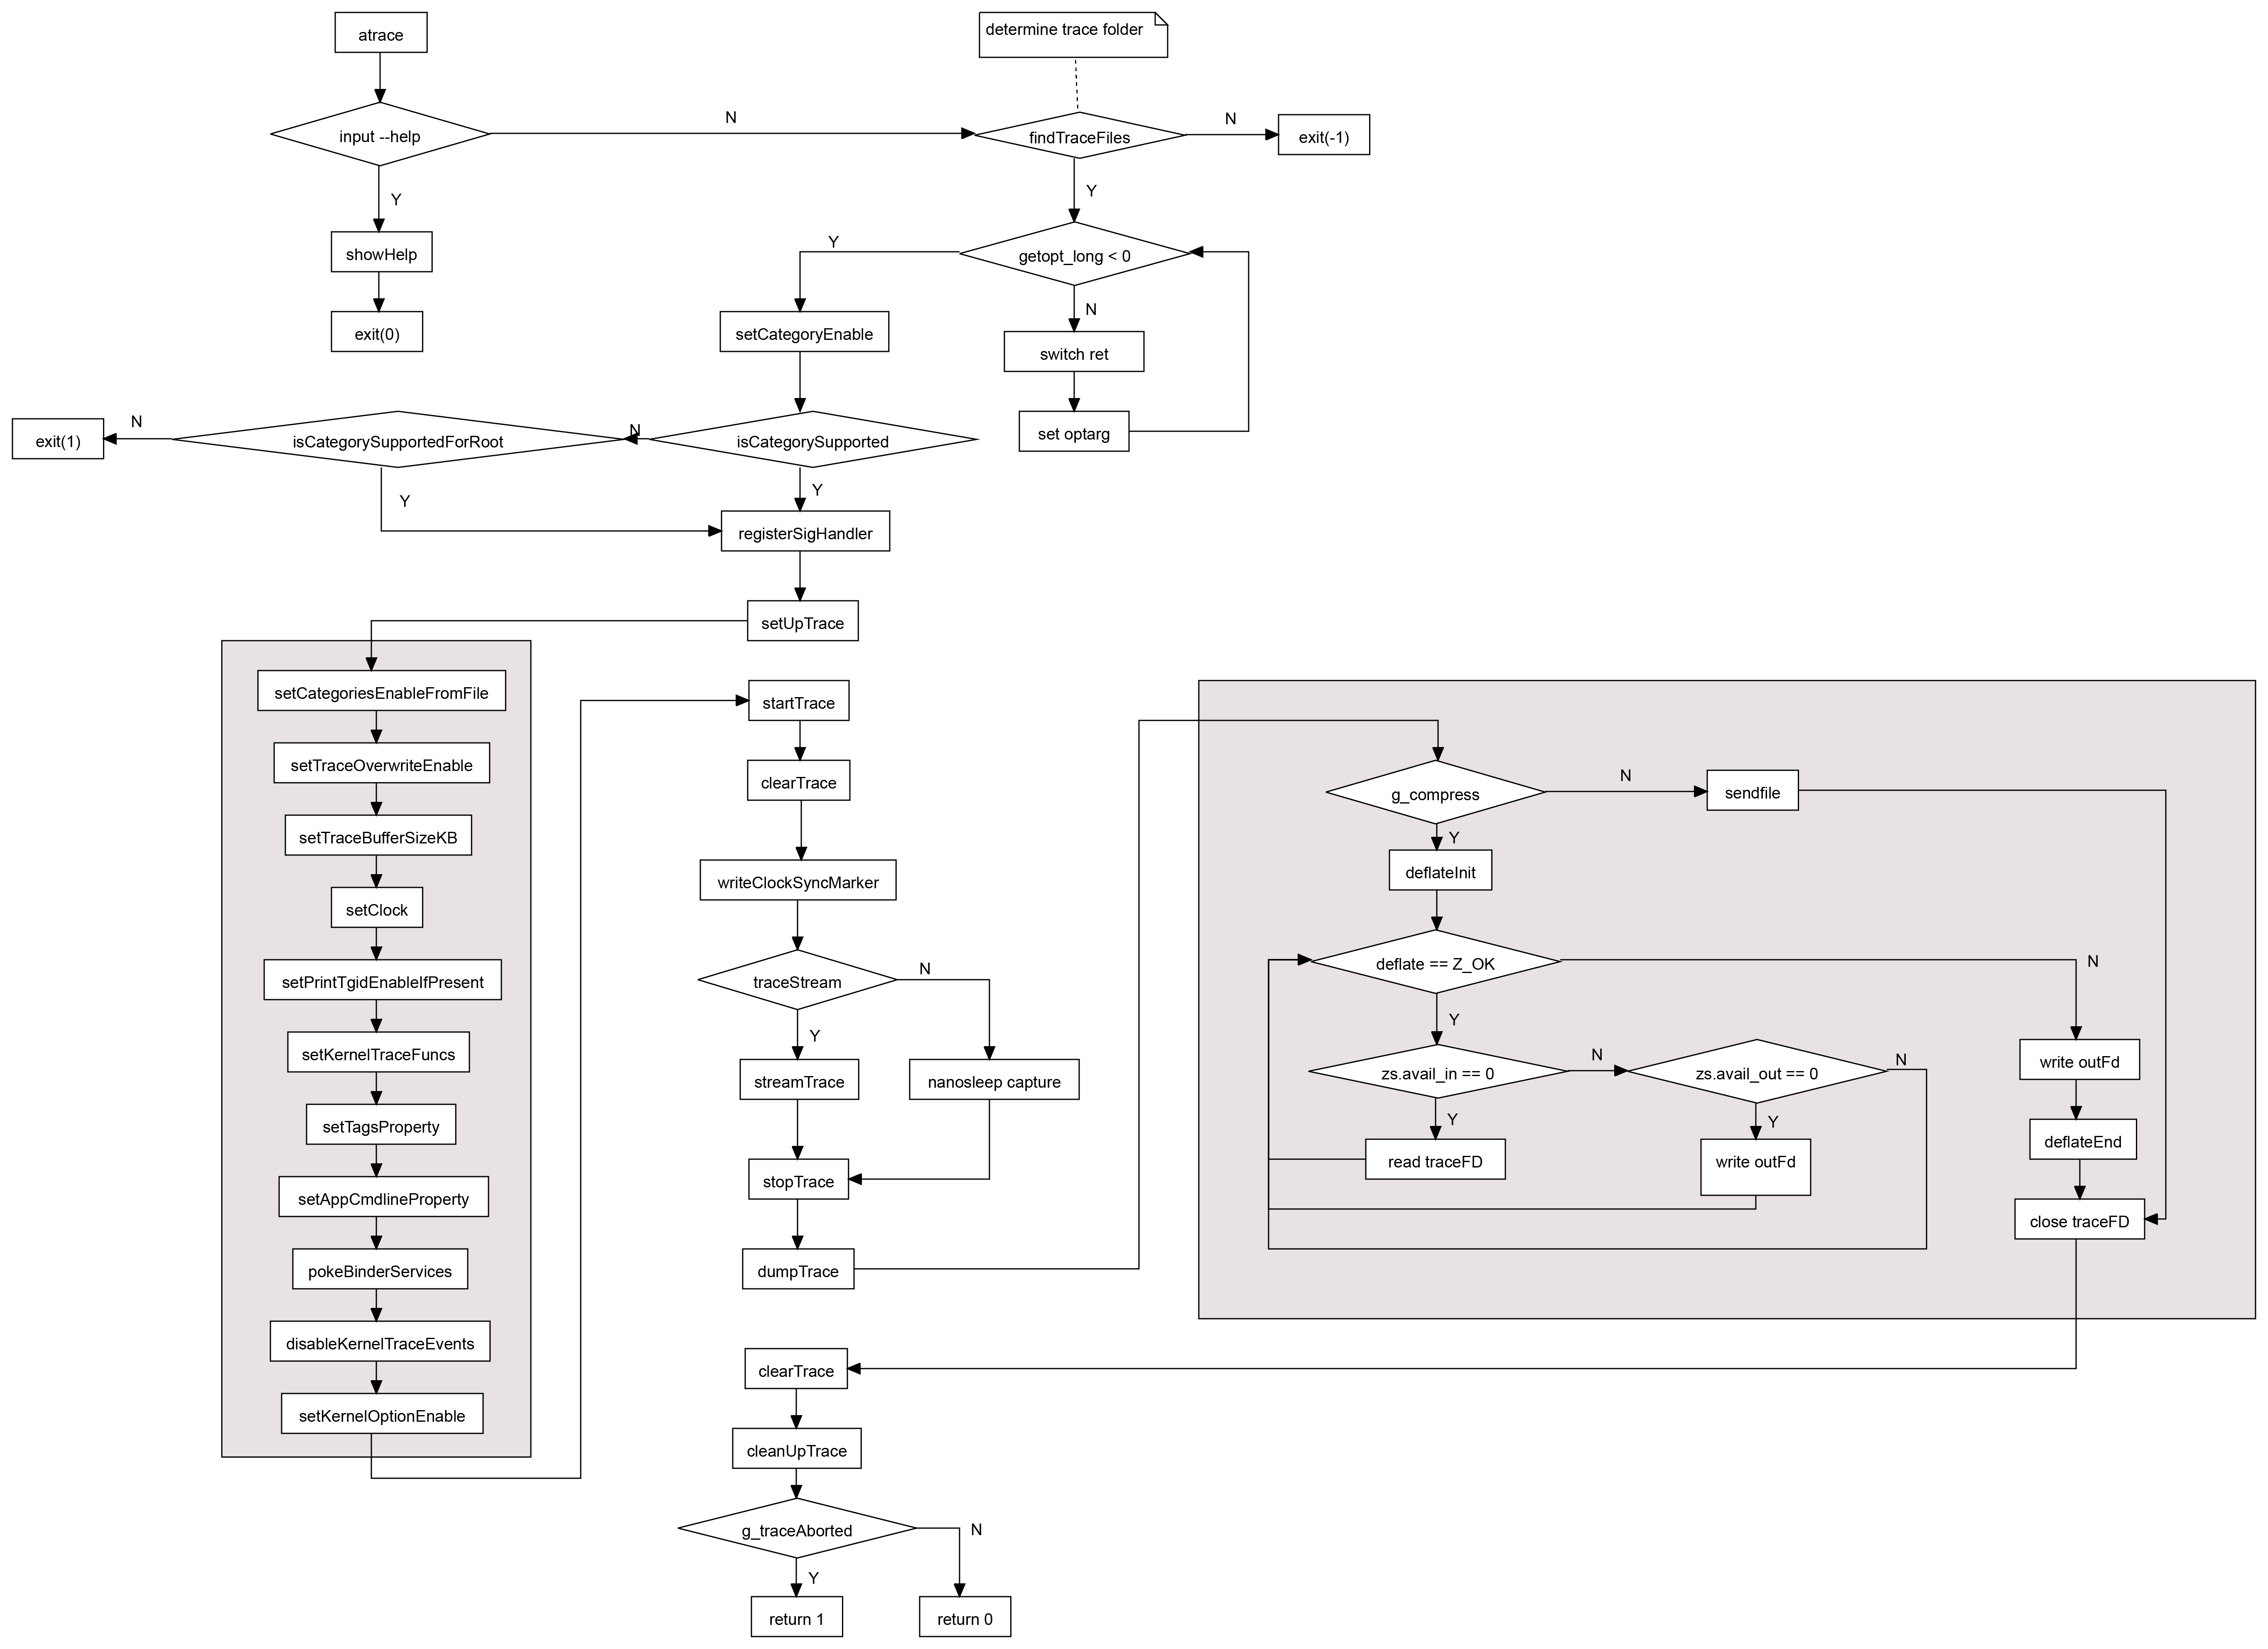 atrace
determine trace folder
input --help
N
findTraceFiles
N
exit(-1)
Y
Y
showHelp
Y
getopt_long < 0
N
exit(0)
setCategoryEnable
switch ret
exit(1)
N
isCategorySupportedForRoot
N
isCategorySupported
set optarg
Y
Y
registerSigHandler
setUpTrace
setCategoriesEnableFromFile
setTraceOverwriteEnable
setTraceBufferSizeKB
setClock
setPrintTgidEnableIfPresent
setKernelTraceFuncs
setTagsProperty
setAppCmdlineProperty
pokeBinderServices
disableKernelTraceEvents
setKernelOptionEnable
startTrace
clearTrace
writeClockSyncMarker
traceStream
N
Y
streamTrace
nanosleep capture
stopTrace
dumpTrace
g_compress
N
sendfile
Y
deflateInit
deflate == Z_OK
N
Y
zs.avail_in == 0
N
zs.avail_out == 0
N
write outFd
Y
Y
read traceFD
write outFd
deflateEnd
close traceFD
clearTrace
cleanUpTrace
g_traceAborted
N
Y
return 1
return 0